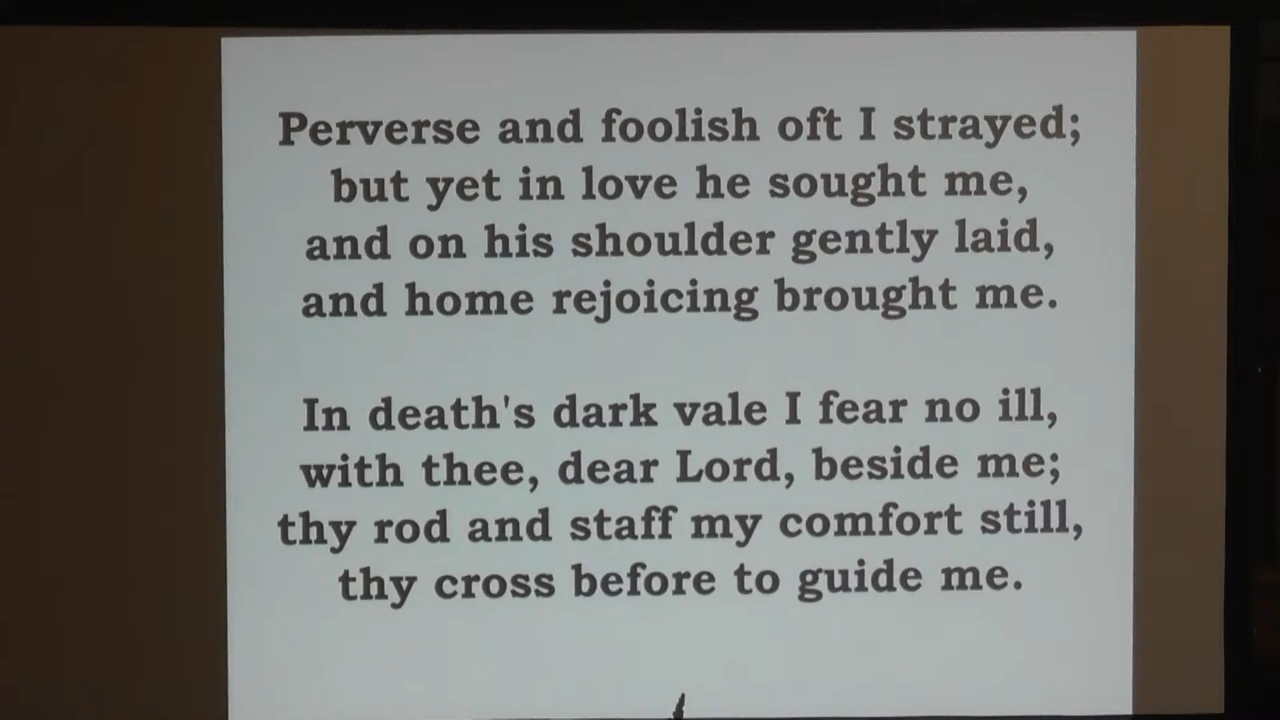 Perverse and foolish oft I strayed;
but yet in love he sought me,
and on his shoulder gently laid,
and home rejoicing brought me.
In death's dark vale I fear no ill,
with thee, dear Lord, beside me;
thy rod and staff my comfort still,
thy cross before to guide me.